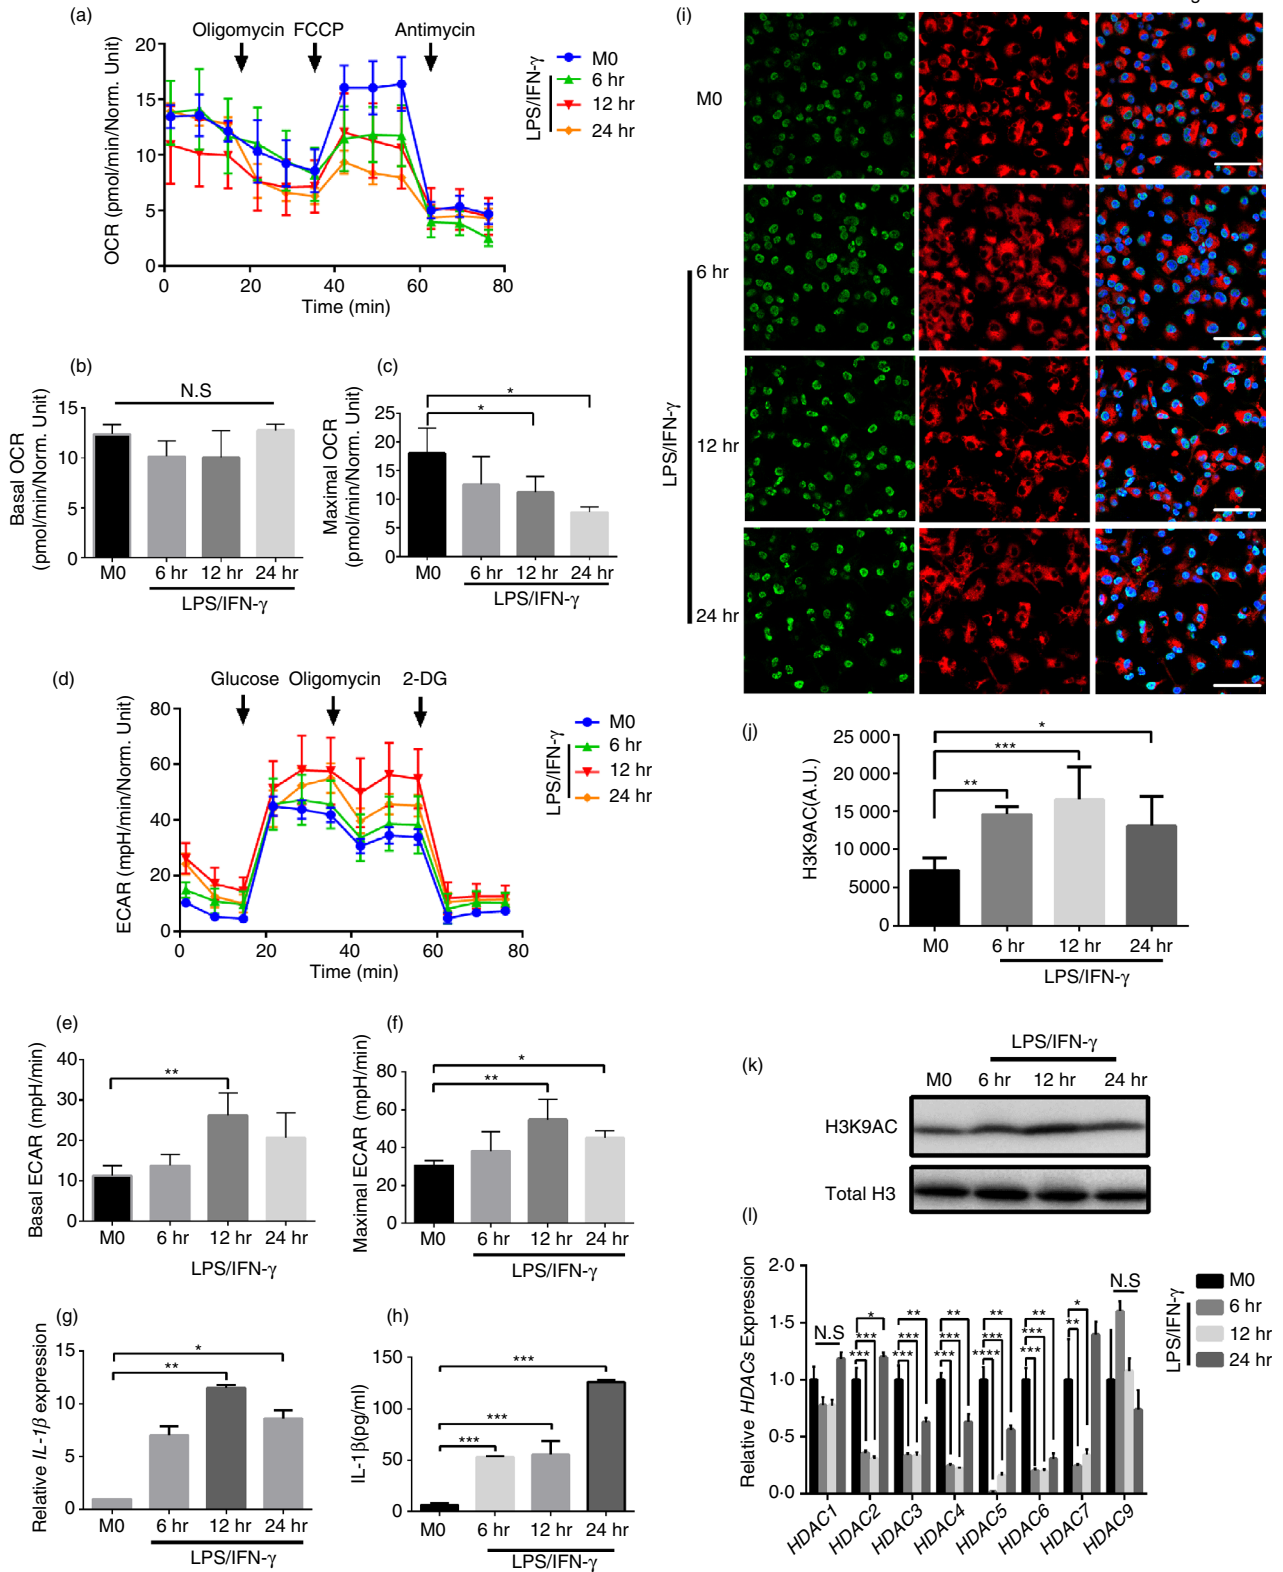 (a)
Oligomycin FCCP Antimycin
20
15
10
5
0
OCR (pmol/min/Norm. Unit)
0 20 40 60 80
Time (min)
M0
6 hr
12 hr
24 hr
LPS/IFN-γ
(b)
N.S
15
10
5
0
Basal OCR
(pmol/min/Norm. Unit)
M0 6 hr 12 hr 24 hr
LPS/IFN-γ
(c)
*
*
25
20
15
10
5
0
Maximal OCR
(pmol/min/Norm. Unit)
M0 6 hr 12 hr 24 hr
LPS/IFN-γ
(d)
Glucose Oligomycin 2-DG
80
60
40
20
0
ECAR (mpH/min/Norm. Unit)
0 20 40 60 80
Time (min)
M0
6 hr
12 hr
24 hr
LPS/IFN-γ
(e)
**
40
30
20
10
0
Basal ECAR (mpH/min)
M0 6 hr 12 hr 24 hr
LPS/IFN-γ
(f)
*
**
80
60
40
20
0
Maximal ECAR (mpH/min)
M0 6 hr 12 hr 24 hr
LPS/IFN-γ
(g)
*
**
15
10
5
0
Relative IL-1β expression
M0 6 hr 12 hr 24 hr
LPS/IFN-γ
(h)
***
***
***
150
100
50
0
IL-1β(pg/ml)
M0 6 hr 12 hr 24 hr
LPS/IFN-γ
(i)
M0
6 hr
12 hr
24 hr
LPS/IFN-γ
(j)
*
***
**
25 000
20 000
15 000
10 000
5000
0
H3K9AC(A.U.)
M0 6 hr 12 hr 24 hr
LPS/IFN-γ
(k)
LPS/IFN-γ
M0 6 hr 12 hr 24 hr
H3K9AC
Total H3
(l)
2·0
1·5
1·0
0·5
0·0
Relative HDACs Expression
N.S * ** ** ** ** * N.S
*** *** *** *** *** **
*** *** *** **** ***
HDAC1 HDAC2 HDAC3 HDAC4 HDAC5 HDAC6 HDAC7 HDAC9
M0
6 hr
12 hr
24 hr
LPS/IFN-γ